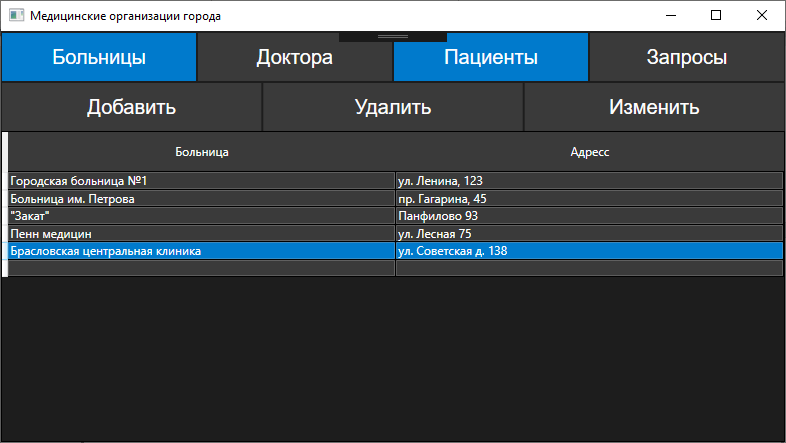 Медицинские организации города
Больницы Доктора Пациенты Запросы
Добавить Удалить Изменить
Больница Адресс
Городская больница №1 ул. Ленина, 123
Больница им. Петрова пр. Гагарина, 45
"Закат" Панфилово 93
Пенн медицин ул. Лесная 75
Брасловская центральная клиника ул. Советская д. 138